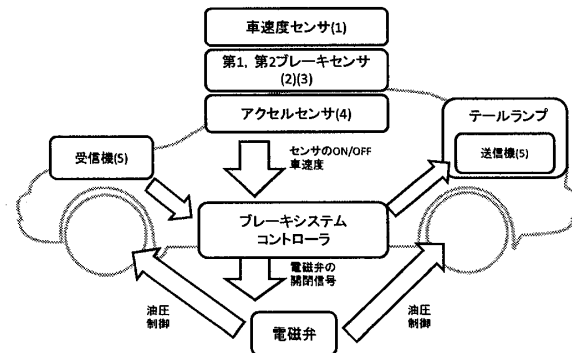 車速度センサ(1)
第1, 第2ブレーキセンサ
(2)(3)
アクセルセンサ(4)
テールランプ
送信機(5)
受信機(5)
センサのON/OFF
車速度
ブレーキシステム
コントローラ
電磁弁の
開閉信号
油圧
制御
電磁弁
油圧
制御